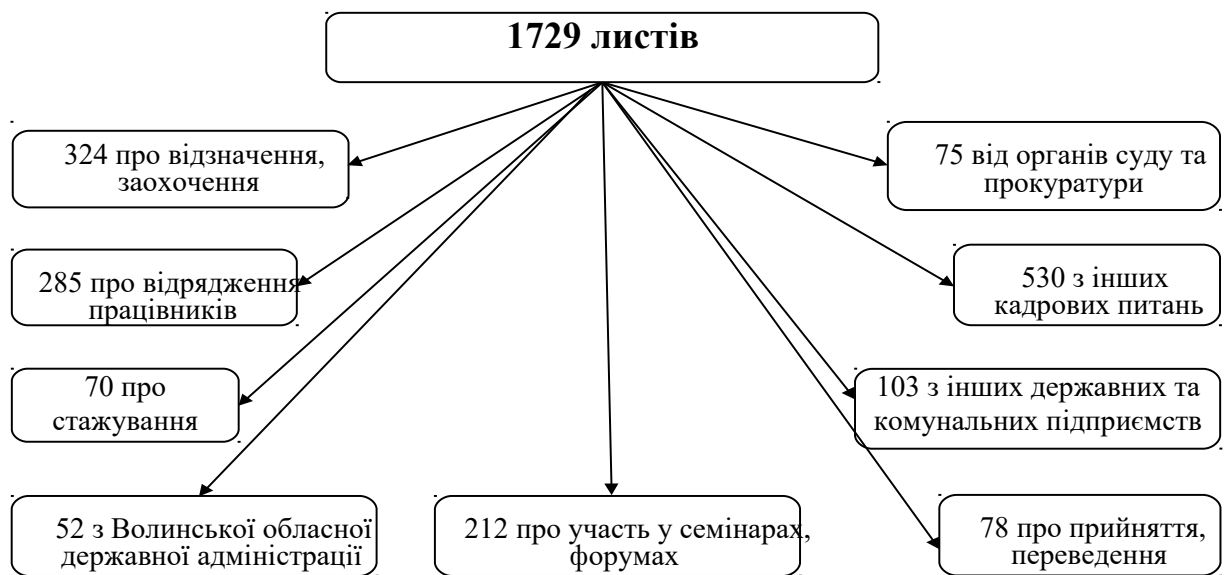 1729 листів
324 про відзначення,
заохочення
75 від органів суду та
прокуратури
285 про відрядження
працівників
530 з інших
кадрових питань
70 про
стажування
103 з інших державних та
комунальних підприємств
52 з Волинської обласної
державної адміністрації
212 про участь у семінарах,
форумах
78 про прийняття,
переведення